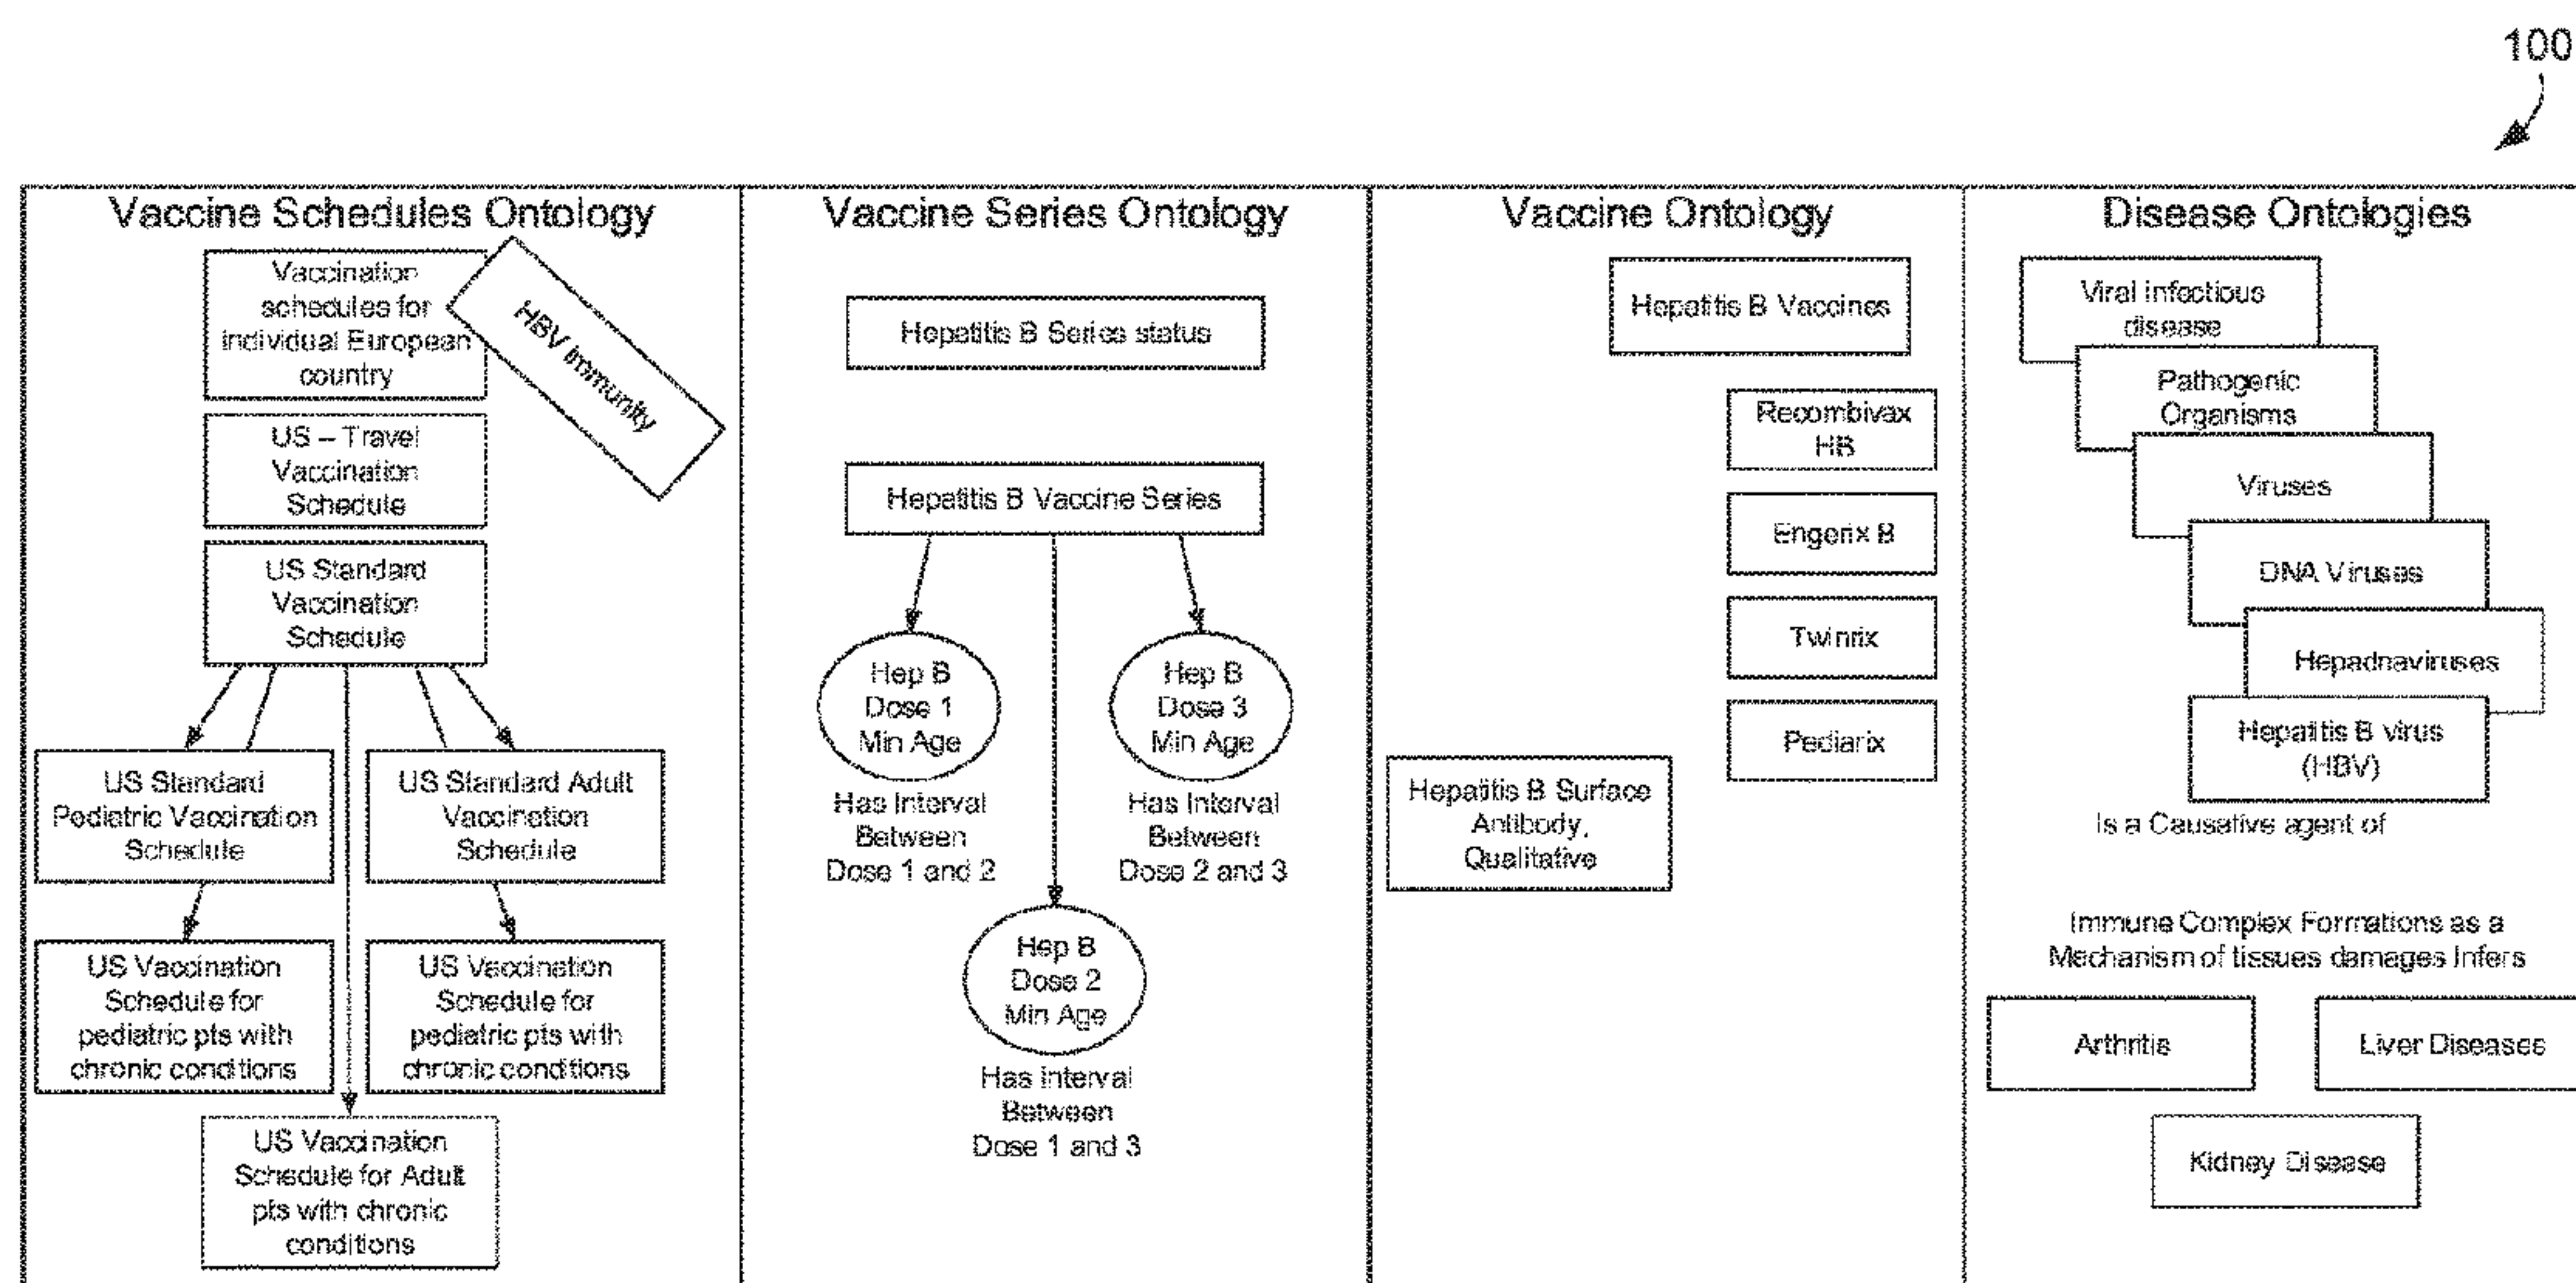 100
Vaccine Schedules Ontology
Vaccination
schedules for
individual European
country
HBV Immunity
US – Travel
Vaccination
Schedule
US Standard
Vaccination
Schedule
US Standard
Pediatric Vaccination
Schedule
US Standard Adult
Vaccination
Schedule
US Vaccination
Schedule for
pediatric pts with
chronic conditions
US Vaccination
Schedule for
pediatric pts with
chronic conditions
US Vaccination
Schedule for Adult
pts with chronic
conditions
Vaccine Series Ontology
Hepatitis B Series status
Hepatitis B Vaccine Series
Hep B
Dose 1
Min Age
Has Interval
Between
Dose 1 and 2
Hep B
Dose 3
Min Age
Has Interval
Between
Dose 2 and 3
Hep B
Dose 2
Min Age
Has Interval
Between
Dose 1 and 3
Vaccine Ontology
Hepatitis B Vaccines
Recombivax
HB
Engerix B
Twinrix
Pediarix
Hepatitis B Surface
Antibody,
Qualitative
Disease Ontologies
Viral infectious
disease
Pathogenic
Organisms
Viruses
DNA Viruses
Hepadnaviruses
Hepatitis B virus
(HBV)
Is a Causative agent of
Immune Complex Formations as a
Mechanism of tissues damages Infers
Arthritis
Liver Diseases
Kidney Disease